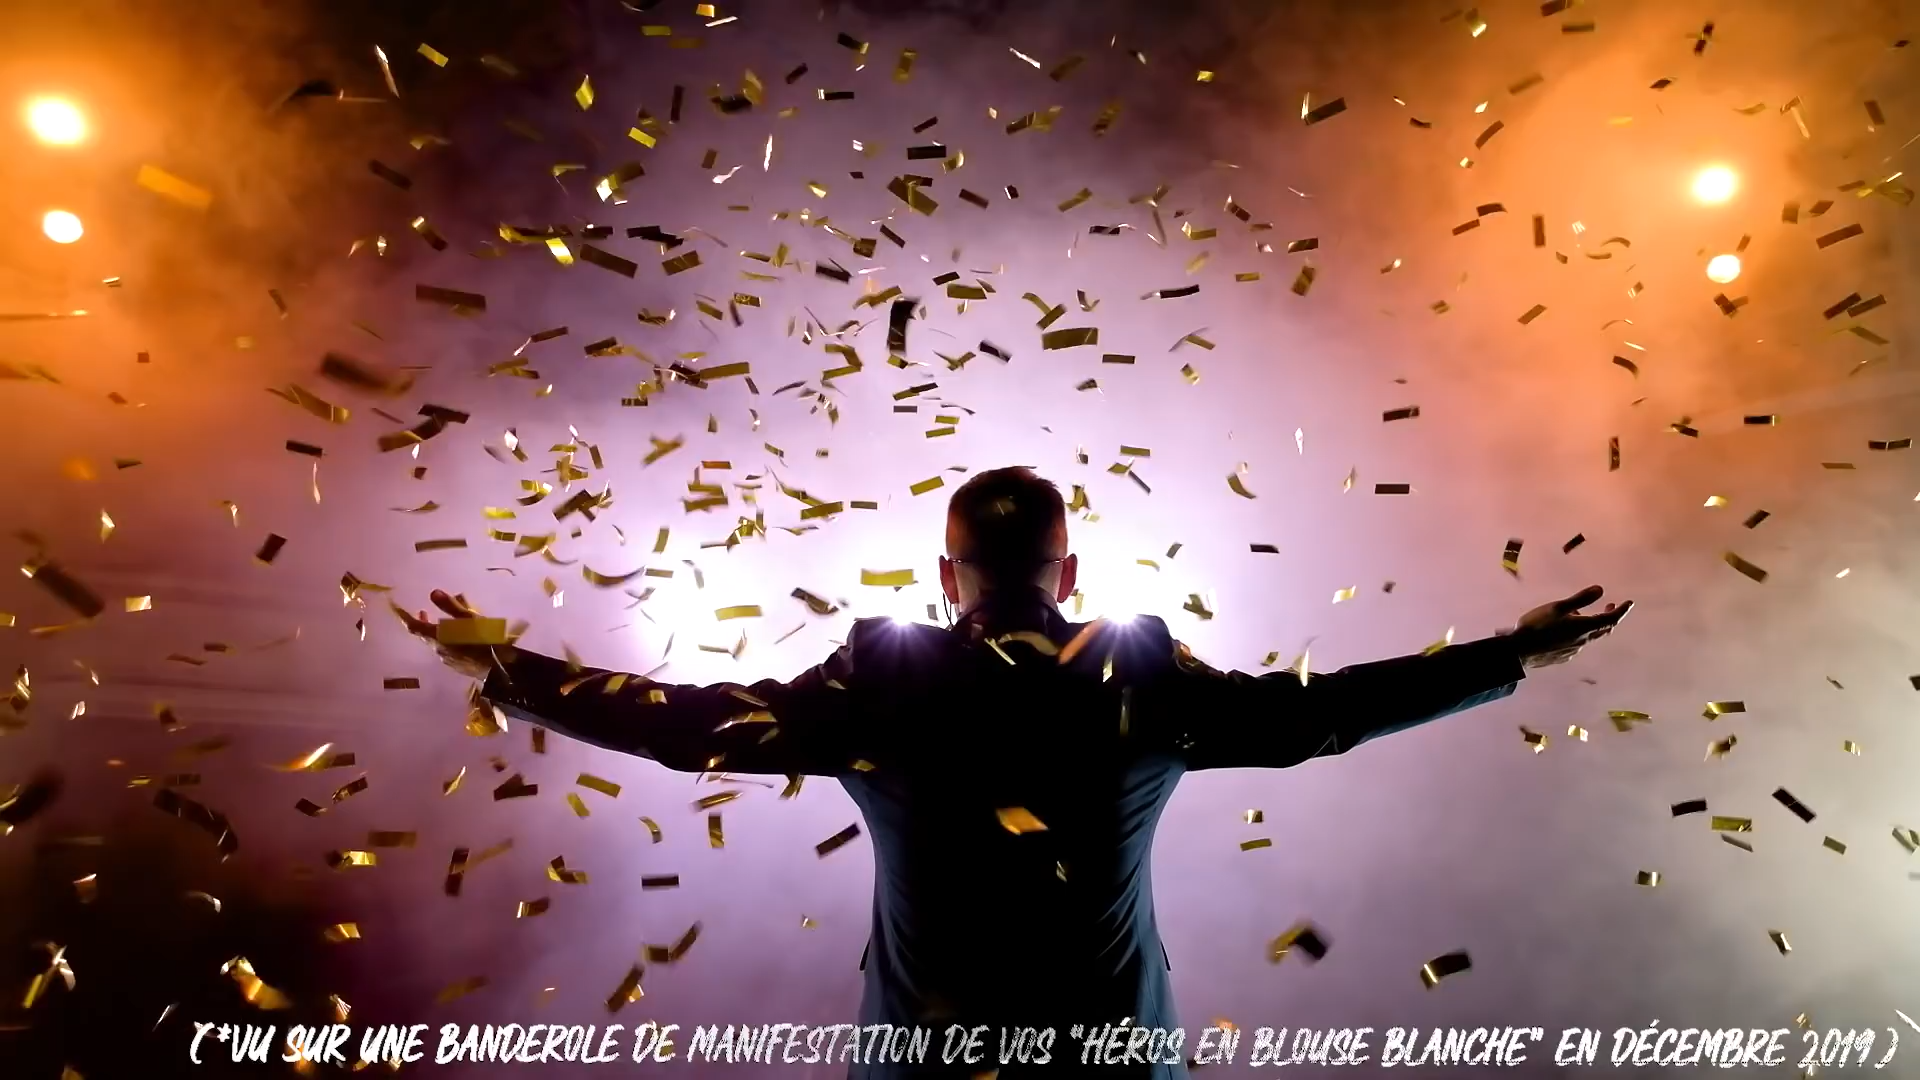 (*VU SUR UNE BANDEROLE DE MANIFESTATION DE VOS "HÉROS EN BLOUSE BLANCHE" EN DÉCEMBRE 2019)